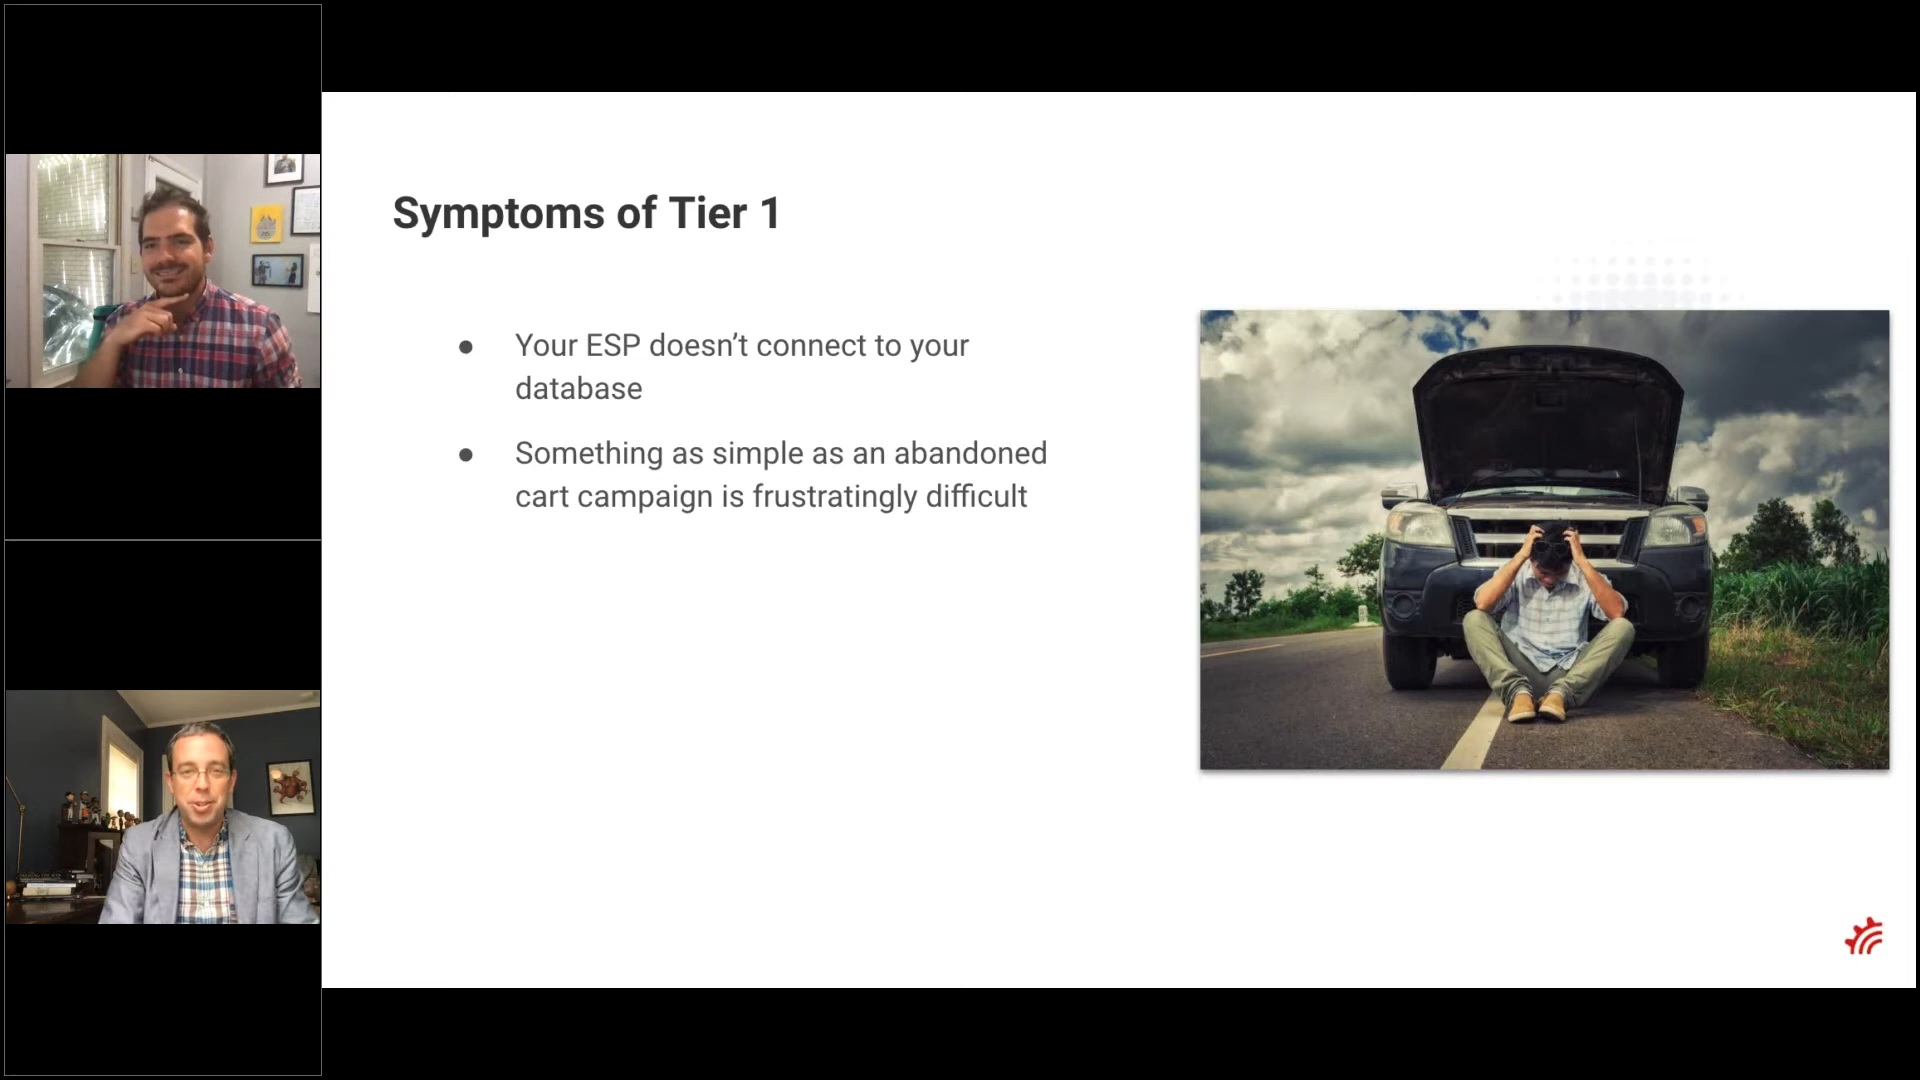 Symptoms of Tier 1
● Your ESP doesn’t connect to your
database
● Something as simple as an abandoned
cart campaign is frustratingly difficult